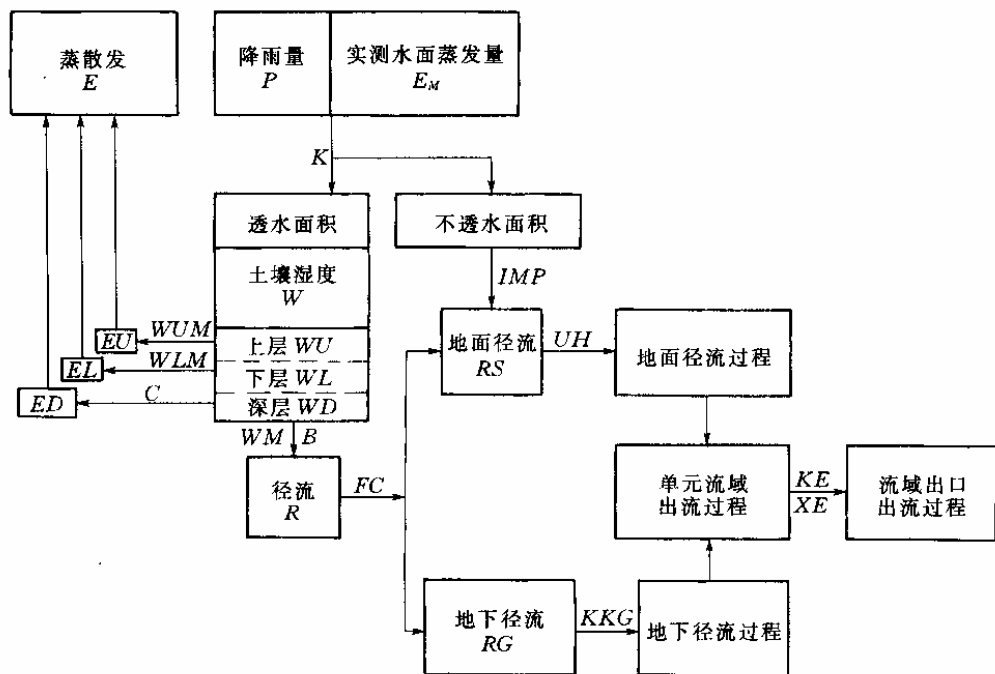 蒸散发
E
降雨量
P
实测水面蒸发量
E_M
K
透水面积
不透水面积
土壤湿度
W
IMP
EU
WUM
上层 WU
地面径流
RS
UH
地面径流过程
EL
WLM
下层 WL
ED
C
深层 WD
WM
B
径流
R
FC
单元流域
出流过程
KE
XE
流域出口
出流过程
地下径流
RG
KKG
地下径流过程